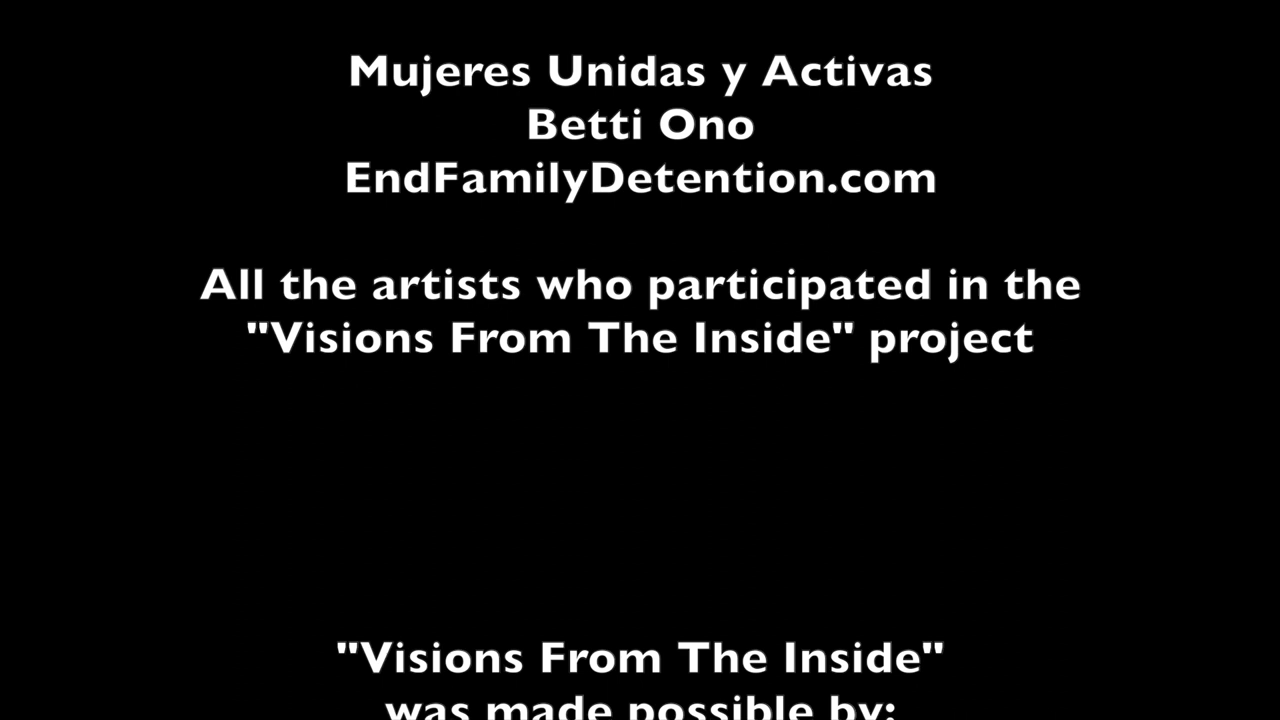 Mujeres Unidas y Activas
Betti Ono
EndFamilyDetention.com
All the artists who participated in the
"Visions From The Inside" project
"Visions From The Inside"
was made possible by: